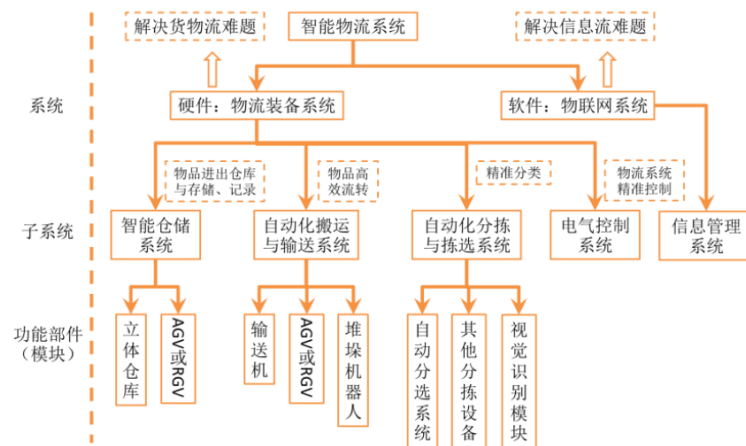 解决货物流难题
智能物流系统
解决信息流难题
系统
硬件：物流装备系统
软件：物联网系统
物品进出仓库
与存储、记录
物品高
效流转
精准分类
物流系统
精准控制
子系统
智能仓储
系统
自动化搬运
与输送系统
自动化分拣
与拣选系统
电气控制
系统
信息管理
系统
功能部件
（模块）
立体仓库
AGV或RGV
输送机
AGV或RGV
堆垛机器人
自动分选系统
其他分拣设备
视觉识别模块